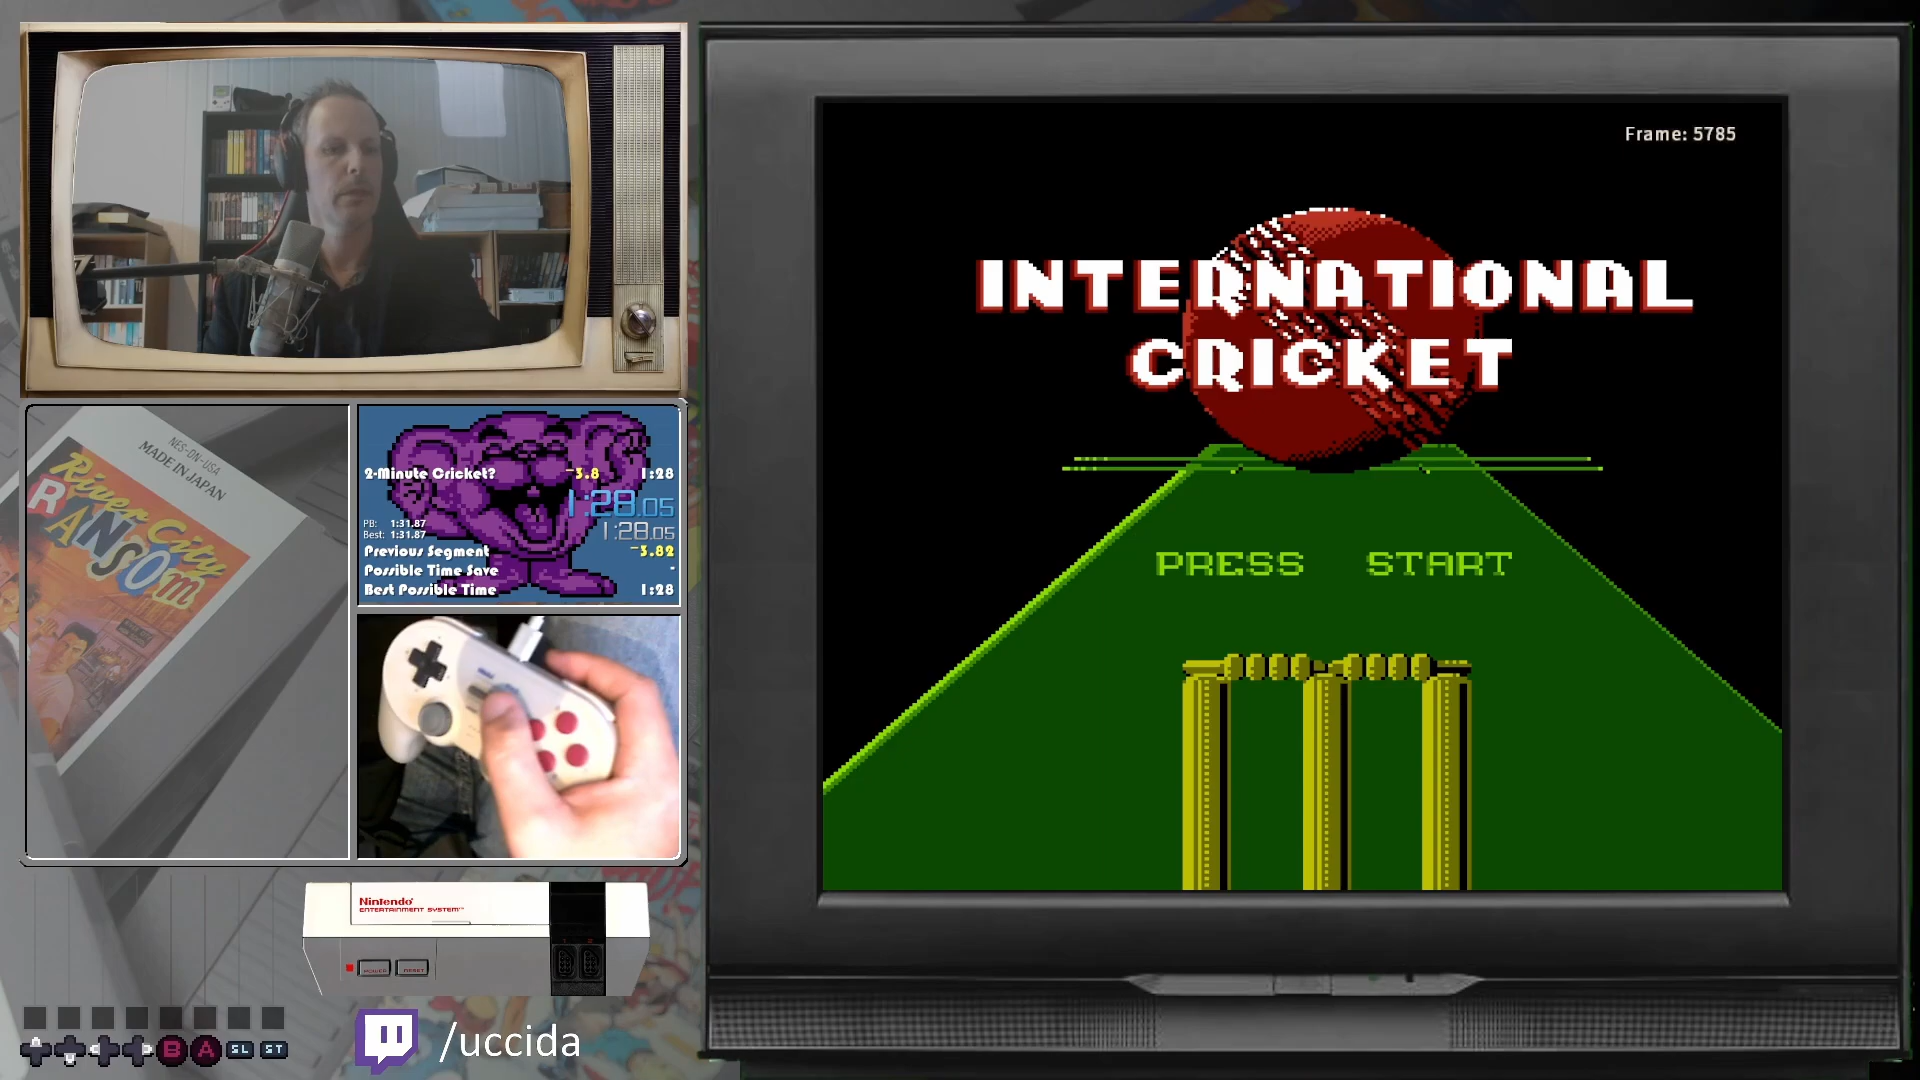 Frame: 5785
INTERNATIONAL
CRICKET
PRESS START
NES-ON-USA
MADE IN JAPAN
River City
RANSOM
2-Minute Cricket? -3.8 1:28
1:28.05
PB: 1:31.87
1:28.05
Best: 1:31.87
Previous Segment -3.82
Possible Time Save -
Best Possible Time 1:28
Nintendo
ENTERTAINMENT SYSTEM
POWER RESET
B A SL ST
/uccida